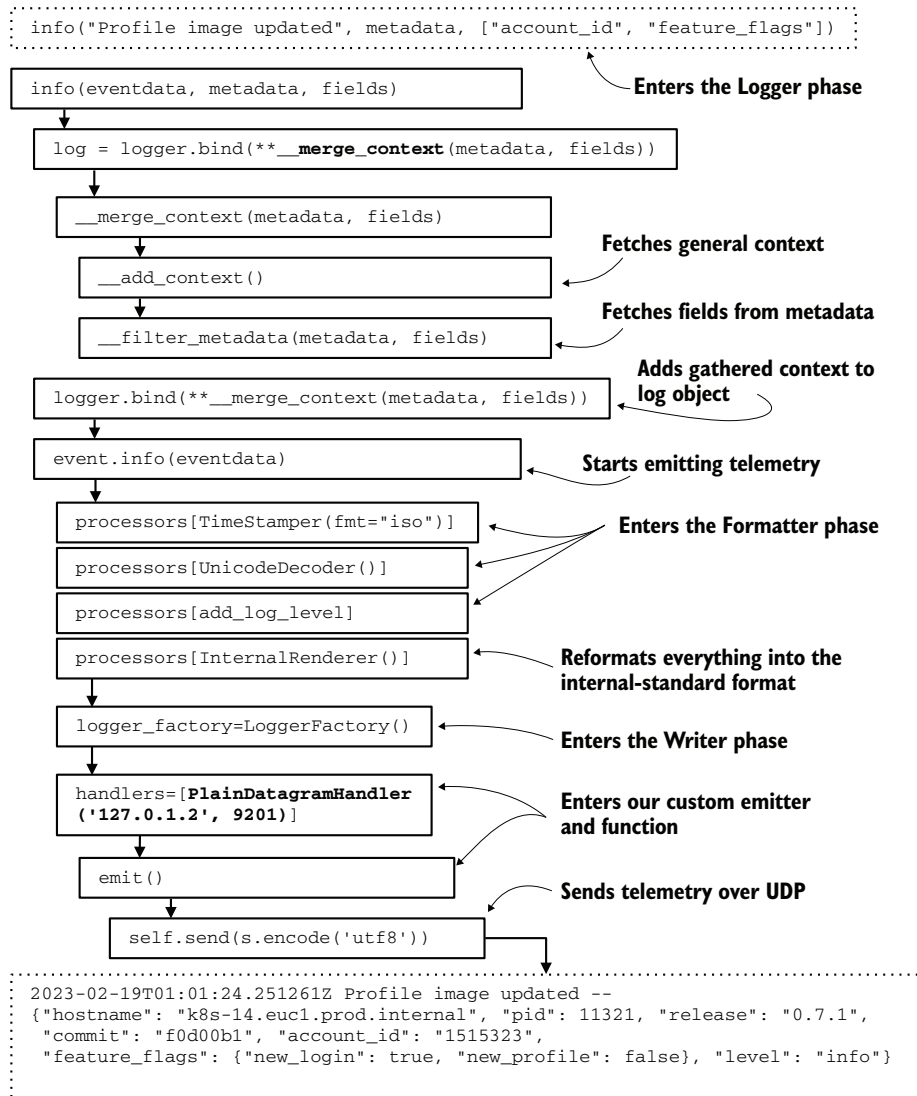 info("Profile image updated", metadata, ["account_id", "feature_flags"])
Enters the Logger phase
info(eventdata, metadata, fields)
log = logger.bind(**__merge_context(metadata, fields))
__merge_context(metadata, fields)
Fetches general context
__add_context()
Fetches fields from metadata
__filter_metadata(metadata, fields)
Adds gathered context to
log object
logger.bind(**__merge_context(metadata, fields))
event.info(eventdata)
Starts emitting telemetry
processors[TimeStamper(fmt="iso")]
Enters the Formatter phase
processors[UnicodeDecoder()]
processors[add_log_level]
processors[InternalRenderer()]
Reformats everything into the
internal-standard format
logger_factory=LoggerFactory()
Enters the Writer phase
handlers=[PlainDatagramHandler
('127.0.1.2', 9201)]
Enters our custom emitter
and function
emit()
Sends telemetry over UDP
self.send(s.encode('utf8'))
2023-02-19T01:01:24.251261Z Profile image updated --
{"hostname": "k8s-14.euc1.prod.internal", "pid": 11321, "release": "0.7.1",
"commit": "f0d00b1", "account_id": "1515323",
"feature_flags": {"new_login": true, "new_profile": false}, "level": "info"}